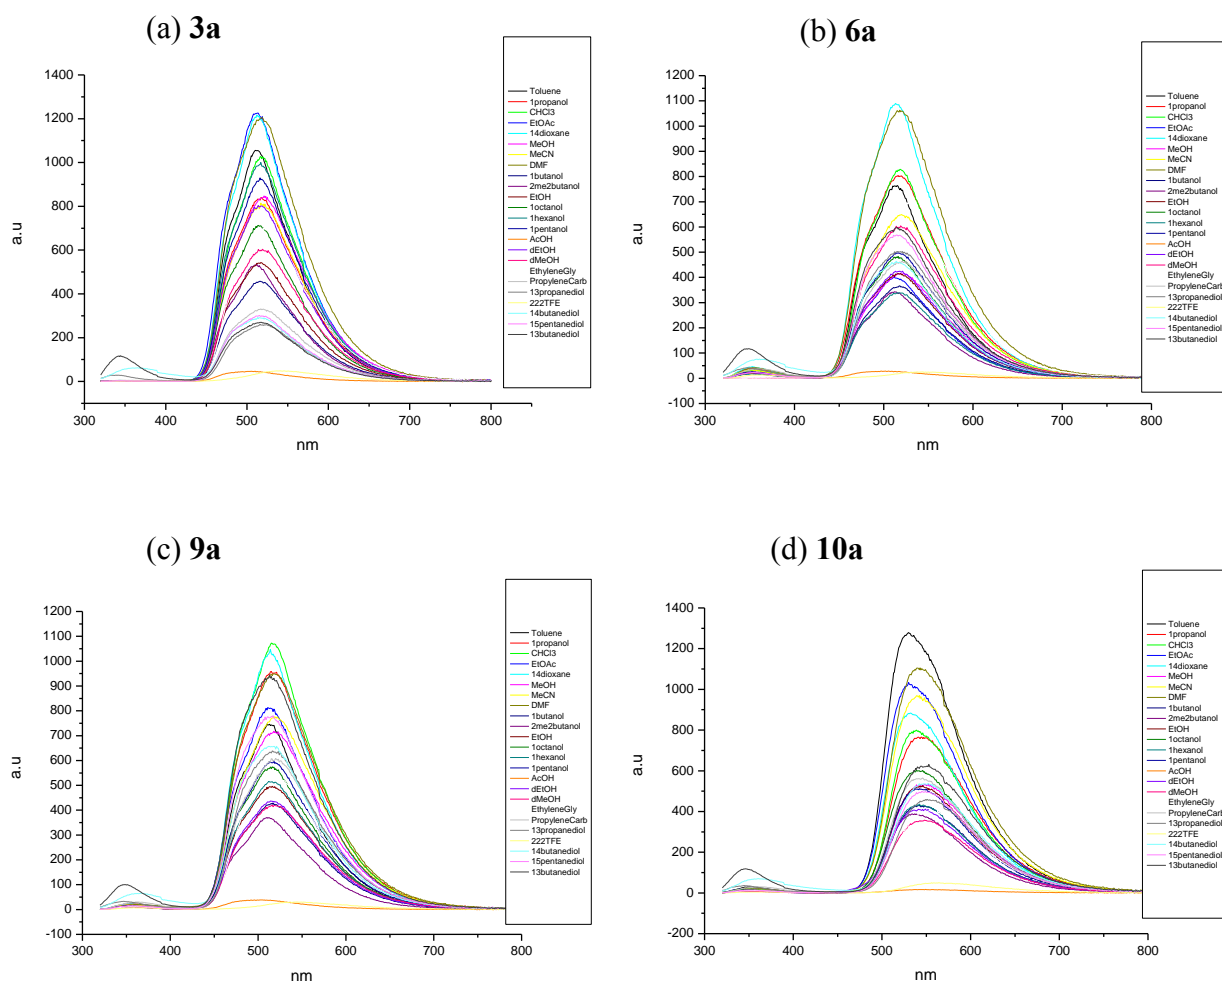 (a) 3a
1400
1200
1000
800
600
400
200
0
300
400
500
600
700
800
a.u
nm
Toluene
1propanol
CHCl3
EtOAc
14dioxane
MeOH
MeCN
DMF
1butanol
2me2butanol
EtOH
1octanol
1hexanol
1pentanol
AcOH
dEtOH
dMeOH
EthyleneGly
PropyleneCarb
13propanediol
222TFE
14butanediol
15pentanediol
13butanediol
(b) 6a
1200
1100
1000
900
800
700
600
500
400
300
200
100
0
-100
300
400
500
600
700
800
a.u
nm
Toluene
1propanol
CHCl3
EtOAc
14dioxane
MeOH
MeCN
DMF
1butanol
2me2butanol
EtOH
1octanol
1hexanol
1pentanol
AcOH
dEtOH
dMeOH
EthyleneGly
PropyleneCarb
13propanediol
222TFE
14butanediol
15pentanediol
13butanediol
(c) 9a
1200
1100
1000
900
800
700
600
500
400
300
200
100
0
-100
300
400
500
600
700
800
a.u
nm
Toluene
1propanol
CHCl3
EtOAc
14dioxane
MeOH
MeCN
DMF
1butanol
2me2butanol
EtOH
1octanol
1hexanol
1pentanol
AcOH
dEtOH
dMeOH
EthyleneGly
PropyleneCarb
13propanediol
222TFE
14butanediol
15pentanediol
13butanediol
(d) 10a
1400
1200
1000
800
600
400
200
0
-200
300
400
500
600
700
800
a.u
nm
Toluene
1propanol
CHCl3
EtOAc
14dioxane
MeOH
MeCN
DMF
1butanol
2me2butanol
EtOH
1octanol
1hexanol
1pentanol
AcOH
dEtOH
dMeOH
EthyleneGly
PropyleneCarb
13propanediol
222TFE
14butanediol
15pentanediol
13butanediol